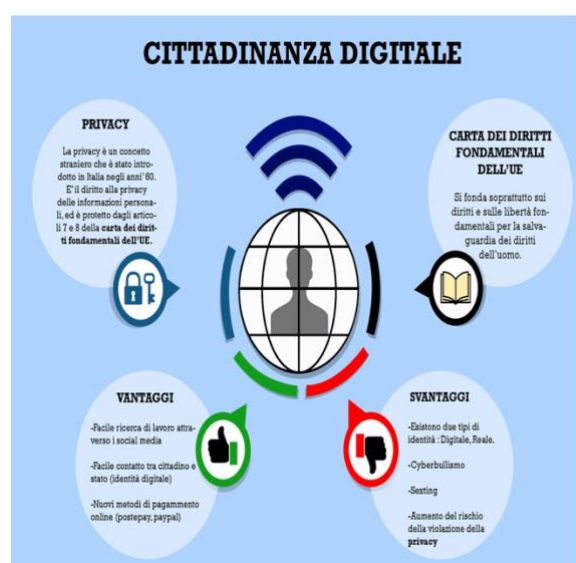 CITTADINANZA DIGITALE
PRIVACY
La privacy è un concetto
straniero che è stato intro-
dotto in Italia negli anni'60.
E' il diritto alla privacy
delle informazioni persona-
li, ed è protetto dagli artico-
li 7 e 8 della carta dei dirit-
ti fondamentali dell'UE.
CARTA DEI DIRITTI
FONDAMENTALI
DELL'UE
Si fonda soprattutto sui
diritti e sulle libertà fon-
damentali per la salva-
guardia dei diritti
dell'uomo.
VANTAGGI
-Facile ricerca di lavoro attra-
verso i social media
-Facile contatto tra cittadino e
stato (identità digitale)
-Nuovi metodi di pagamento
online (postepay, paypal)
SVANTAGGI
-Esistono due tipi di
identità : Digitale, Reale.
-Cyberbullismo
-Sexting
-Aumento del rischio
della violazione della
privacy